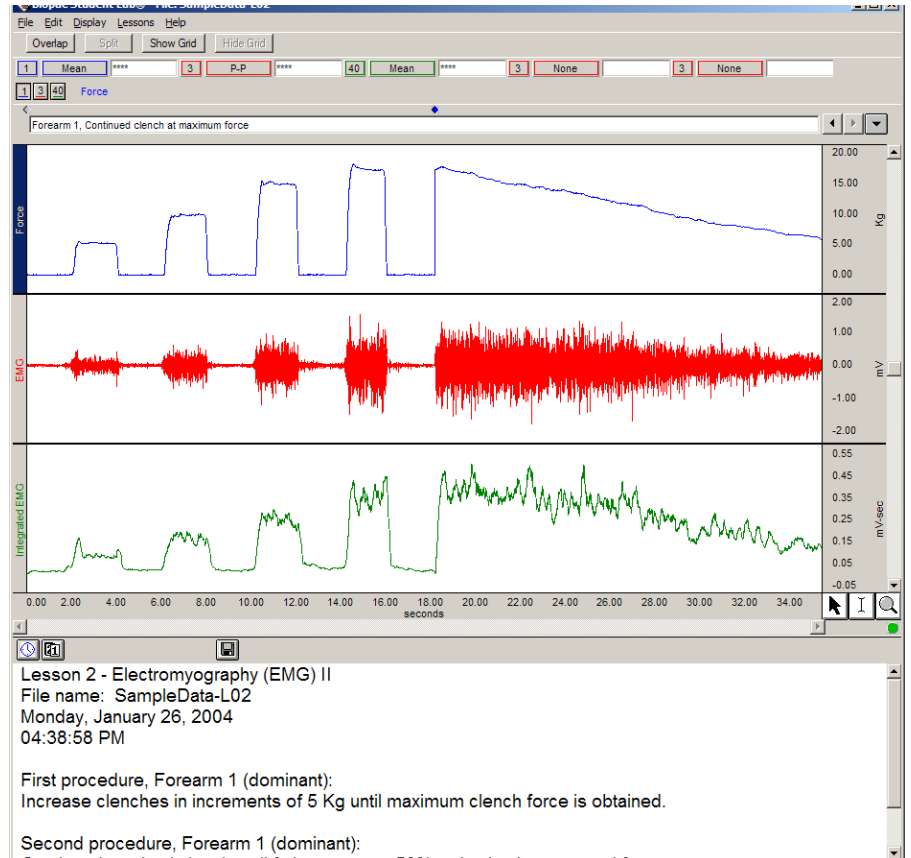 Biopac Student Lab® - File: SampleData-L02
File Edit Display Lessons Help
Overlap Split Show Grid Hide Grid
1 Mean **** 3 P-P **** 40 Mean **** 3 None 3 None
1 3 40 Force
Forearm 1, Continued clench at maximum force
Force
20.00
15.00
10.00
5.00
0.00
Kg
EMG
2.00
1.00
0.00
-1.00
-2.00
mV
Integrated EMG
0.55
0.45
0.35
0.25
0.15
0.05
-0.05
mV-sec
0.00 2.00 4.00 6.00 8.00 10.00 12.00 14.00 16.00 18.00 20.00 22.00 24.00 26.00 28.00 30.00 32.00 34.00
seconds
Lesson 2 - Electromyography (EMG) II
File name: SampleData-L02
Monday, January 26, 2004
04:38:58 PM
First procedure, Forearm 1 (dominant):
Increase clenches in increments of 5 Kg until maximum clench force is obtained.
Second procedure, Forearm 1 (dominant):